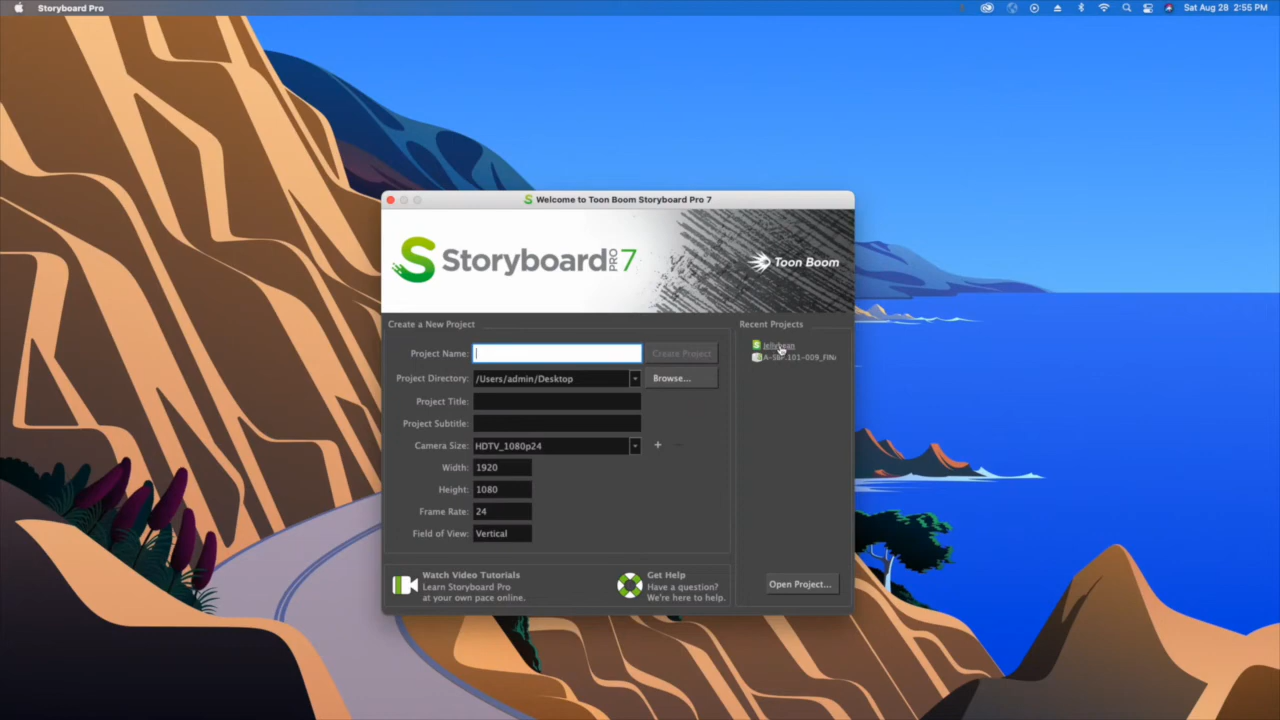 Storyboard Pro
Sat Aug 28 2:55 PM
Welcome to Toon Boom Storyboard Pro 7
Storyboard PRO 7
Toon Boom
Create a New Project
Project Name:
Create Project
Project Directory: /Users/admin/Desktop
Browse...
Project Title:
Project Subtitle:
Camera Size: HDTV_1080p24
Width: 1920
Height: 1080
Frame Rate: 24
Field of View: Vertical
Watch Video Tutorials
Learn Storyboard Pro
at your own pace online.
Get Help
Have a question?
We're here to help.
Recent Projects
Jellybean
Open Project...